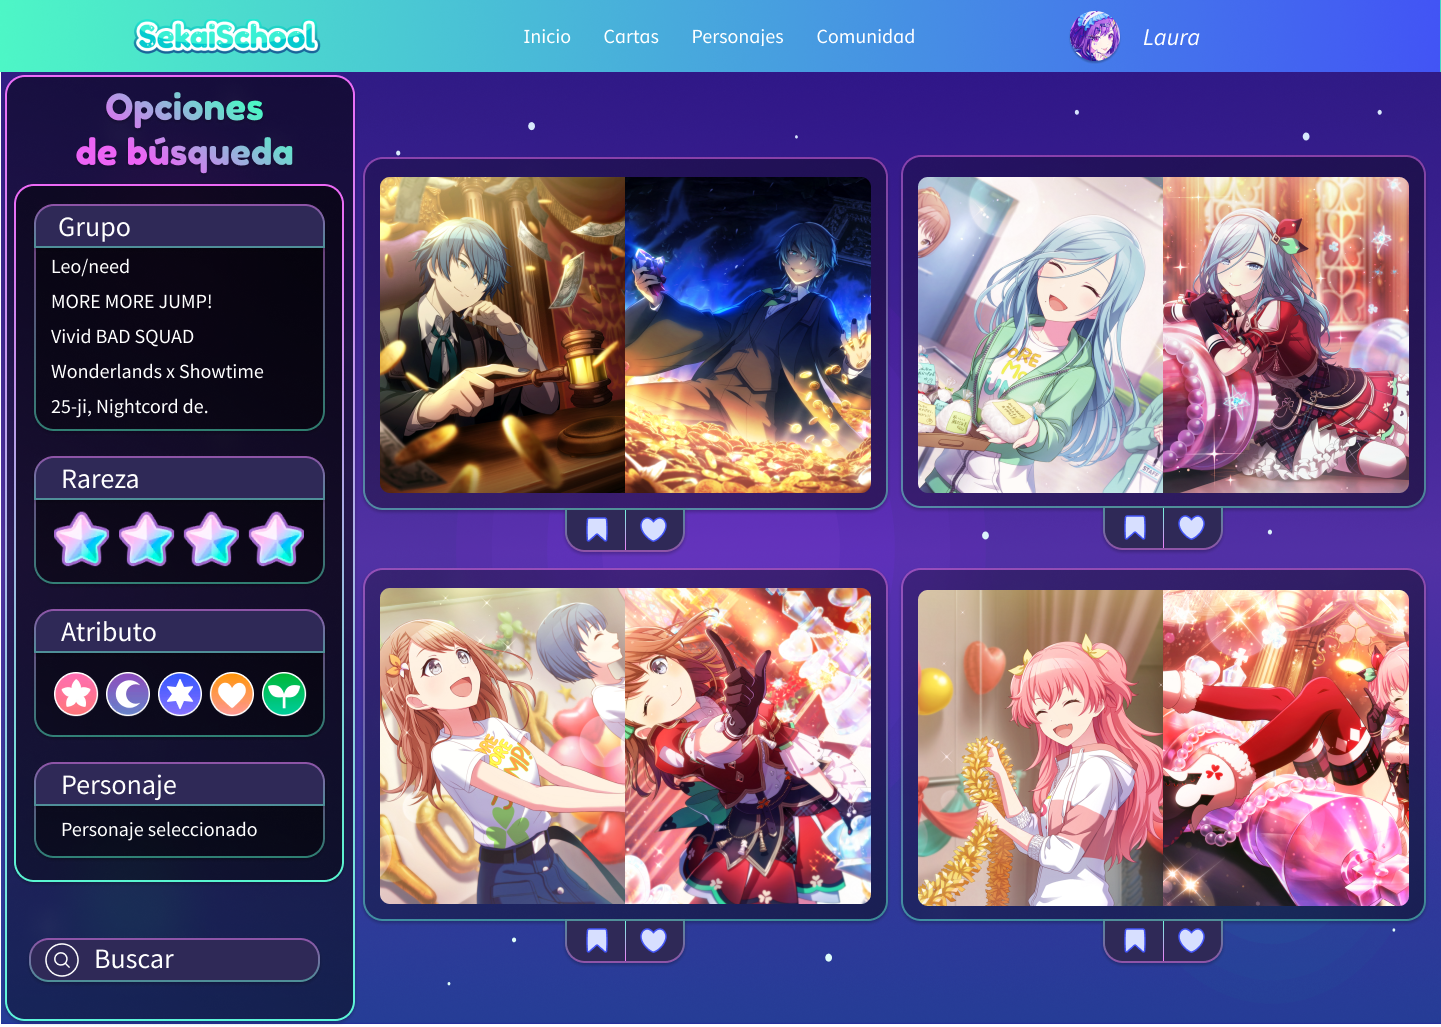 SekaiSchool
Inicio
Cartas
Personajes
Comunidad
Laura
Opciones
de búsqueda
Grupo
Leo/need
MORE MORE JUMP!
Vivid BAD SQUAD
Wonderlands x Showtime
25-ji, Nightcord de.
Rareza
Atributo
Personaje
Personaje seleccionado
Buscar